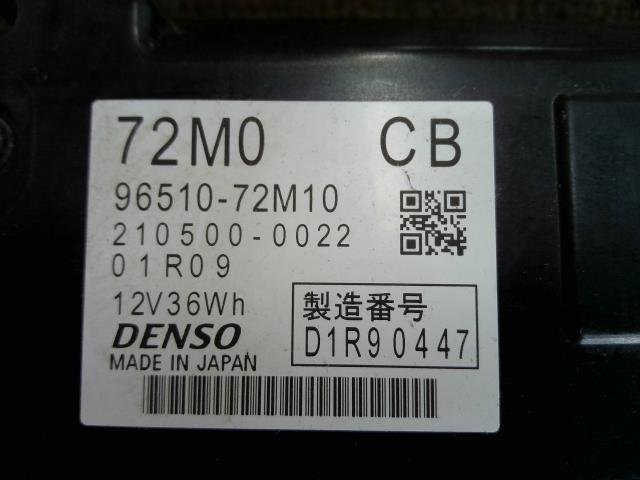 72M0 CB
96510-72M10
210500-0022
01R09
12V36Wh
製造番号
DENSO
D1R90447
MADE IN JAPAN